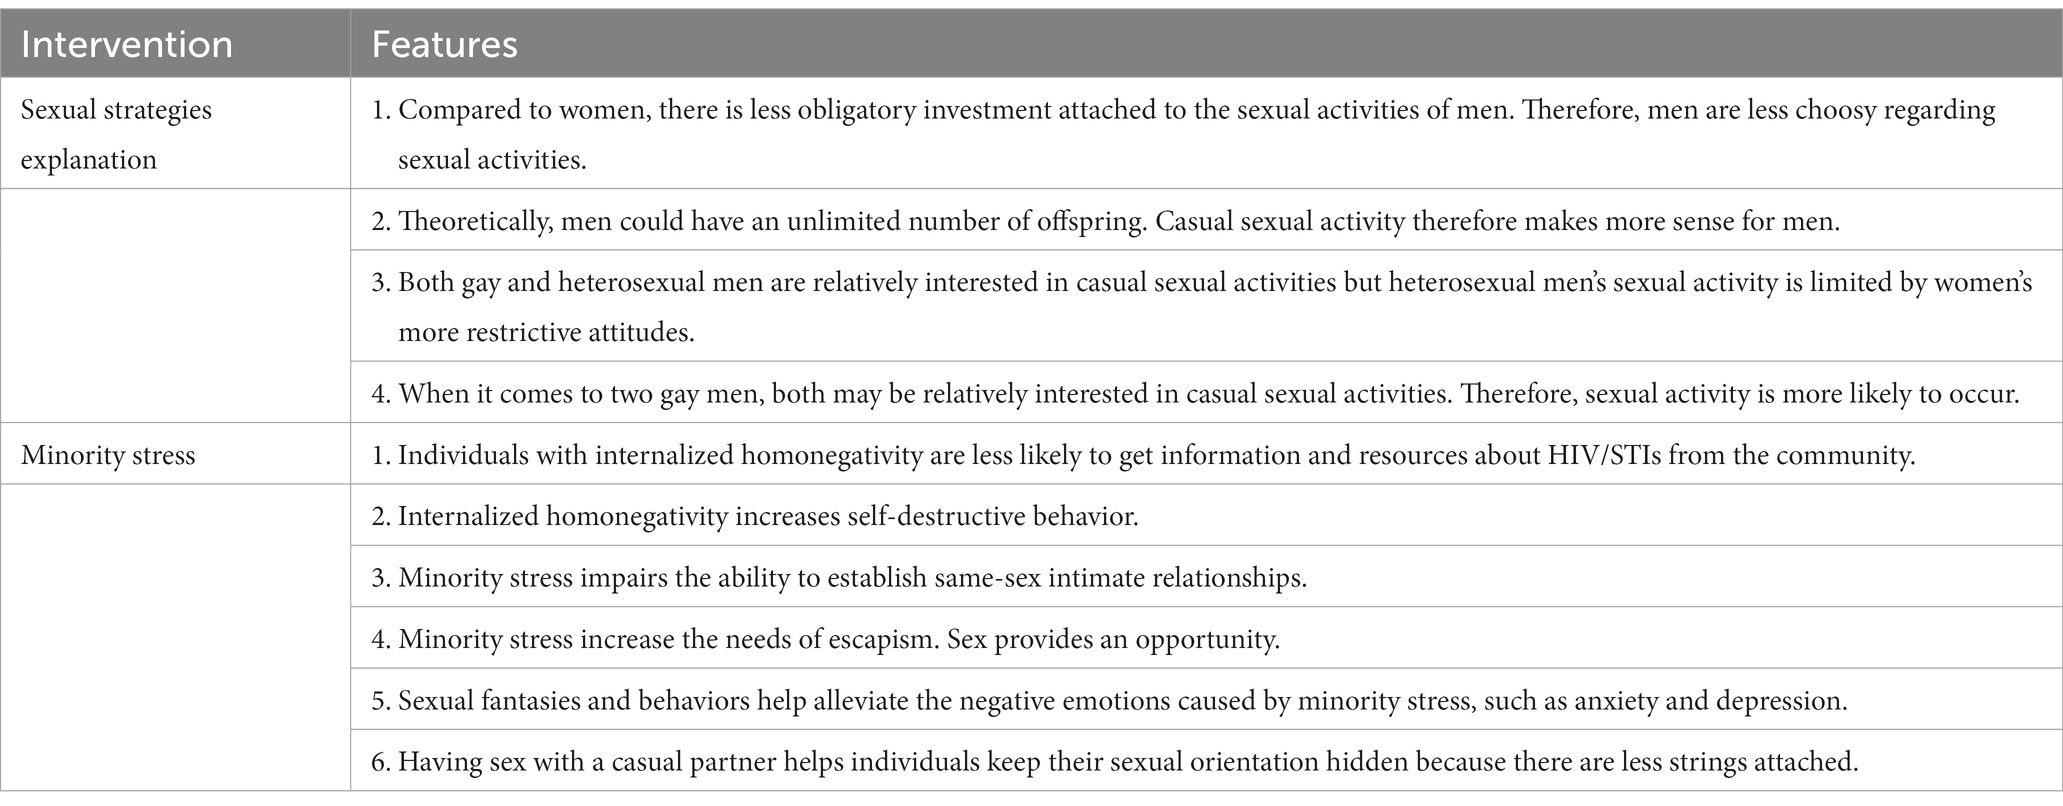 Intervention Features
Sexual strategies 1. Compared to women, there is less obligatory investment attached to the sexual activities of men. Therefore, men are less choosy regarding
explanation sexual activities.
2. Theoretically, men could have an unlimited number of offspring. Casual sexual activity therefore makes more sense for men.
3. Both gay and heterosexual men are relatively interested in casual sexual activities but heterosexual men’s sexual activity is limited by women’s
more restrictive attitudes.
4. When it comes to two gay men, both may be relatively interested in casual sexual activities. Therefore, sexual activity is more likely to occur.
Minority stress 1. Individuals with internalized homonegativity are less likely to get information and resources about HIV/STIs from the community.
2. Internalized homonegativity increases self-destructive behavior.
3. Minority stress impairs the ability to establish same-sex intimate relationships.
4. Minority stress increase the needs of escapism. Sex provides an opportunity.
5. Sexual fantasies and behaviors help alleviate the negative emotions caused by minority stress, such as anxiety and depression.
6. Having sex with a casual partner helps individuals keep their sexual orientation hidden because there are less strings attached.